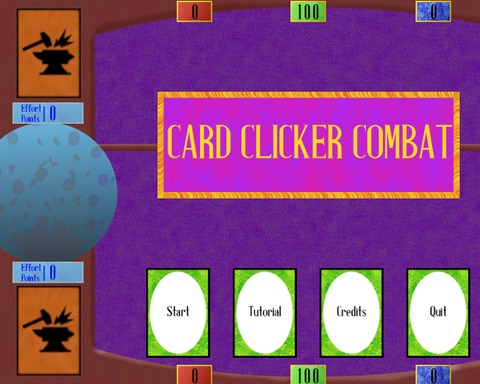 0 100 0
Effort
Points 0
CARD CLICKER COMBAT
Effort
Points 0
Start Tutorial Credits Quit
0 100 0